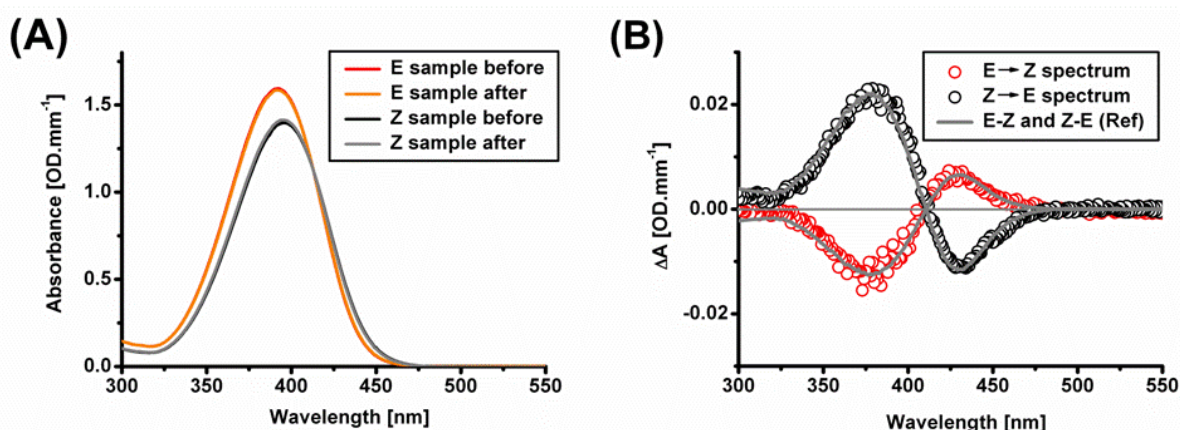 (A)
Absorbance [OD.mm⁻¹]
1.5
1.0
0.5
0.0
E sample before
E sample after
Z sample before
Z sample after
300 350 400 450 500 550
Wavelength [nm]
(B)
ΔA [OD.mm⁻¹]
0.02
0.00
-0.02
E→Z spectrum
Z→E spectrum
E-Z and Z-E (Ref)
300 350 400 450 500 550
Wavelength [nm]